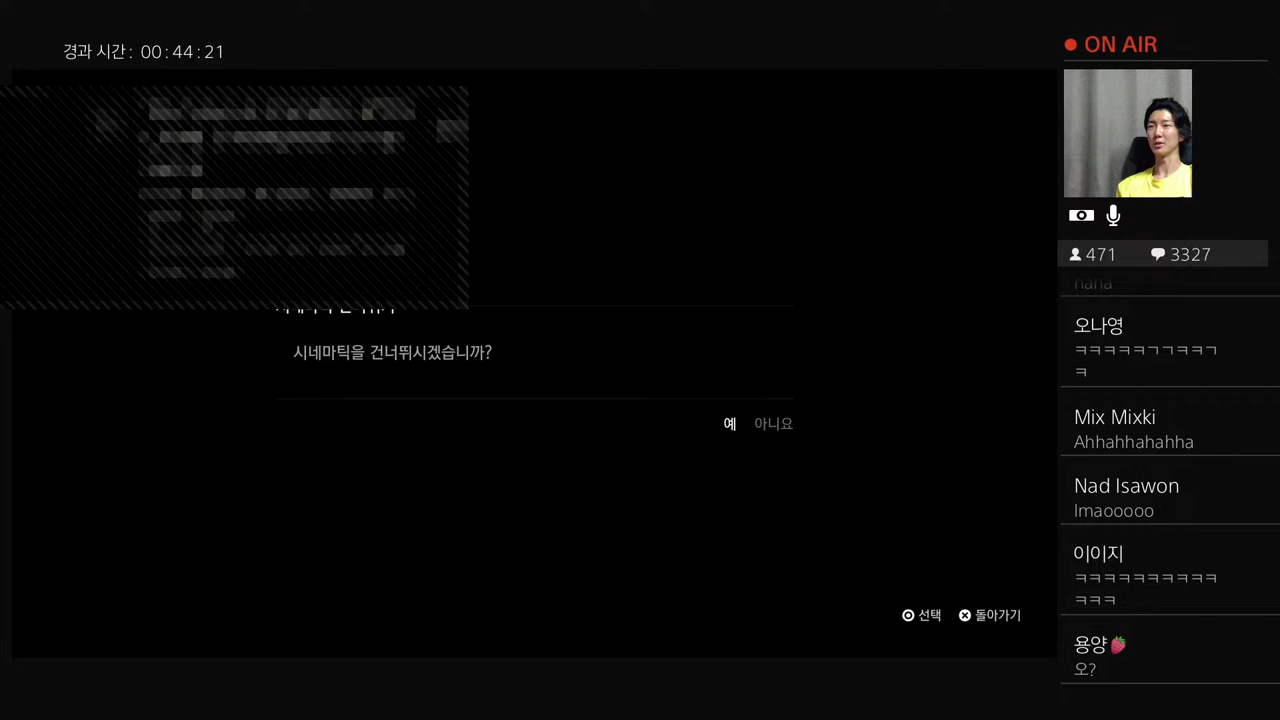 경과 시간: 00:44:21
ON AIR
471 3327
haha
오나영
ㅋㅋㅋㅋㅋㄱㄱㅋㅋㄱ
ㅋ
시네마틱을 건너뛰시겠습니까?
예 아니요
Mix Mixki
Ahhahhahahha
Nad Isawon
lmaooooo
이이지
ㅋㅋㅋㅋㅋㅋㅋㅋㅋㅋ
ㅋㅋㅋ
선택 돌아가기
용양🍓
오?